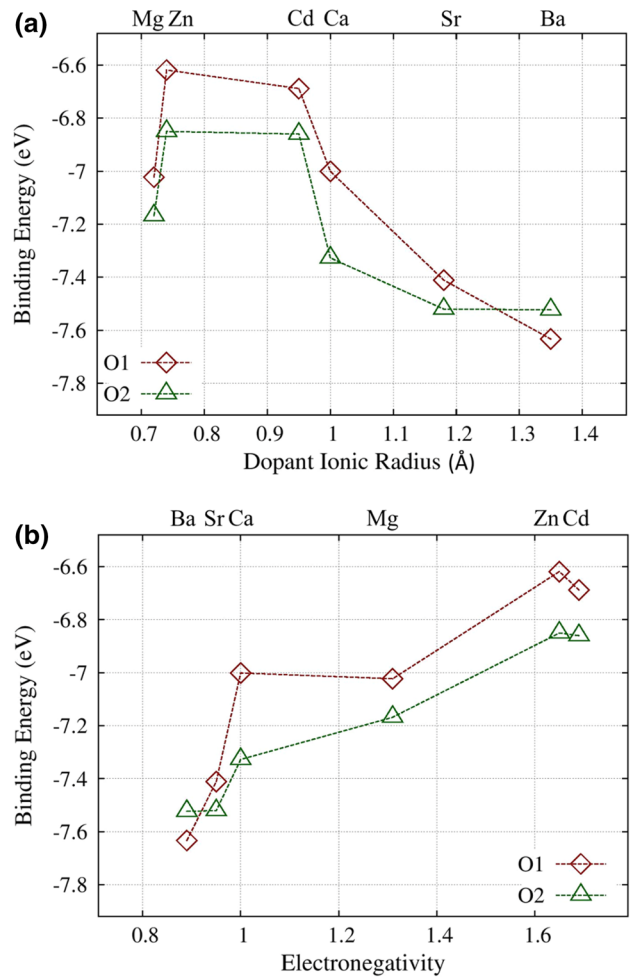 (a)
Mg Zn Cd Ca Sr Ba
-6.6
-6.8
-7
-7.2
-7.4
-7.6
-7.8
Binding Energy (eV)
O1
O2
0.7 0.8 0.9 1 1.1 1.2 1.3 1.4
Dopant Ionic Radius (Å)
(b)
Ba Sr Ca Mg Zn Cd
-6.6
-6.8
-7
-7.2
-7.4
-7.6
-7.8
Binding Energy (eV)
O1
O2
0.8 1 1.2 1.4 1.6
Electronegativity